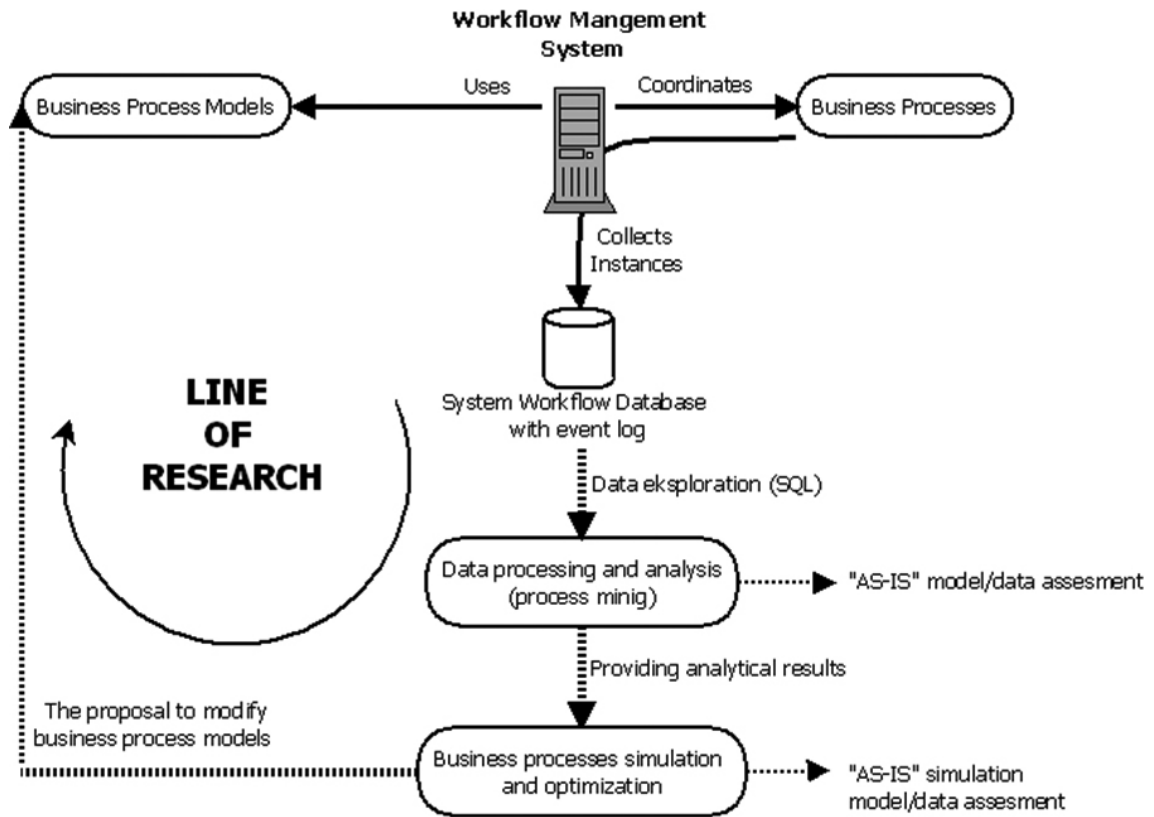 Workflow Mangement
System
Uses
Coordinates
Business Process Models
Business Processes
Collects
Instances
LINE
OF
RESEARCH
System Workflow Database
with event log
Data eksploration (SQL)
Data processing and analysis
(process minig)
"AS-IS" model/data assesment
Providing analytical results
The proposal to modify
business process models
Business processes simulation
and optimization
"AS-IS" simulation
model/data assesment